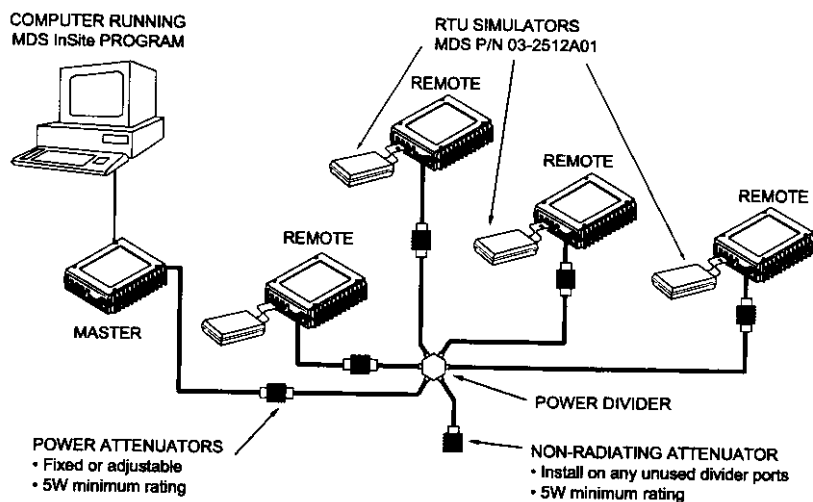 COMPUTER RUNNING
MDS InSite PROGRAM
RTU SIMULATORS
MDS P/N 03-2512A01
REMOTE
REMOTE
REMOTE
REMOTE
MASTER
POWER DIVIDER
POWER ATTENUATORS
• Fixed or adjustable
• 5W minimum rating
NON-RADIATING ATTENUATOR
• Install on any unused divider ports
• 5W minimum rating